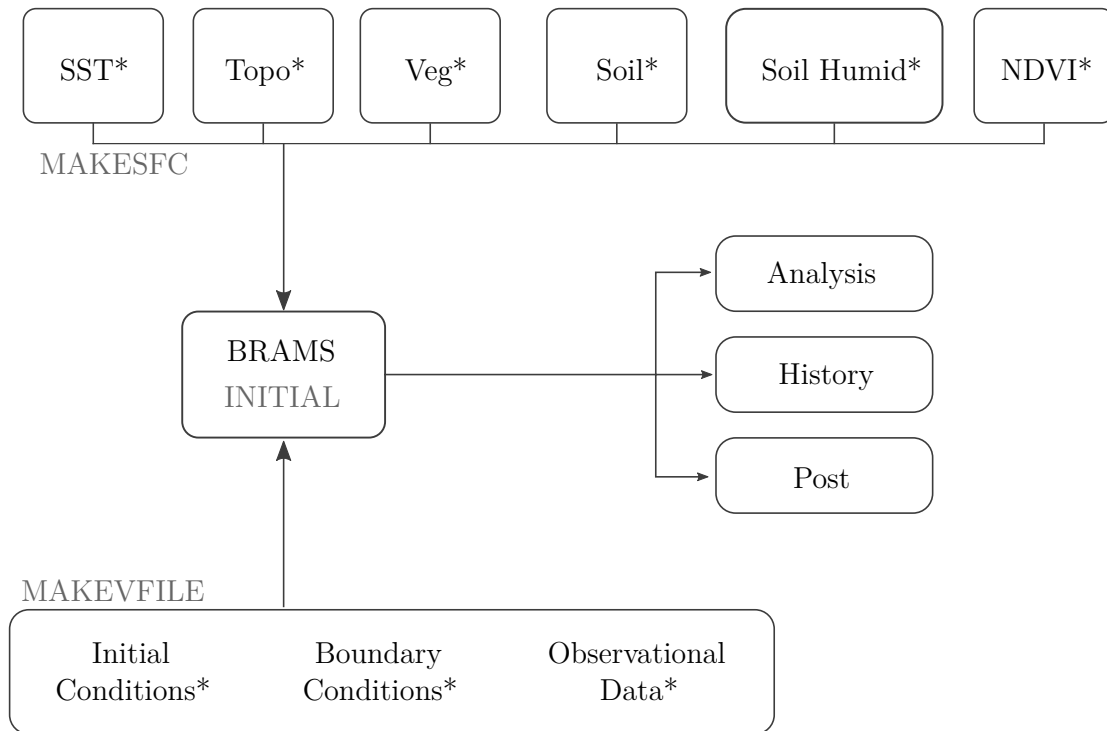 SST* Topo* Veg* Soil* Soil Humid* NDVI*
MAKESFC
Analysis
BRAMS
INITIAL
History
Post
MAKEVFILE
Initial
Conditions*
Boundary
Conditions*
Observational
Data*